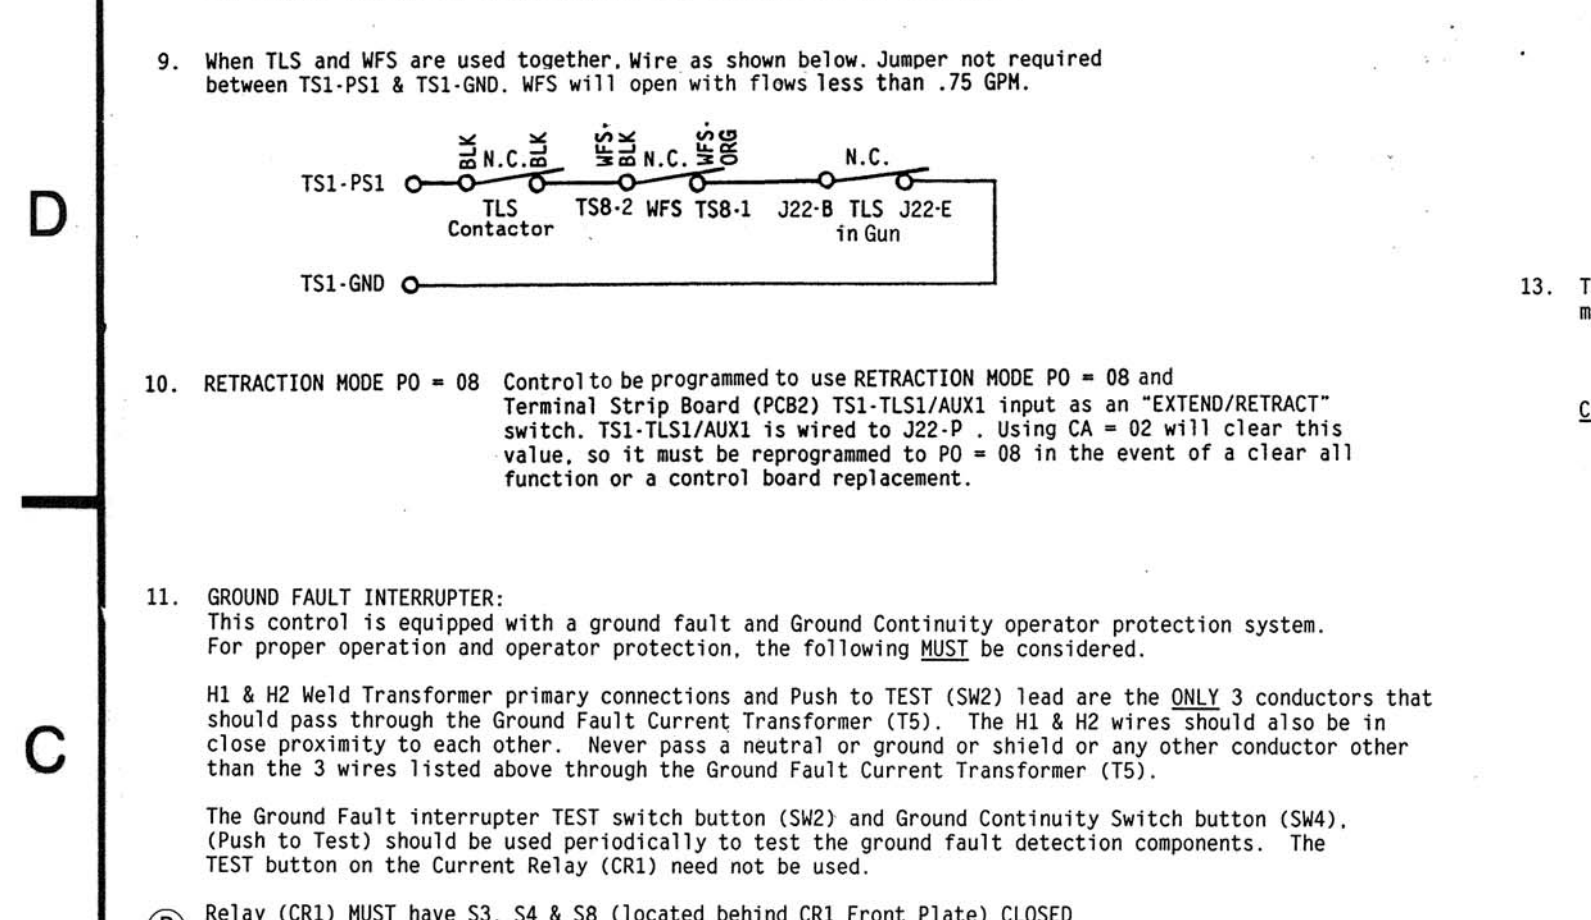 9. When TLS and WFS are used together, Wire as shown below. Jumper not required
between TS1-PS1 & TS1-GND. WFS will open with flows less than .75 GPM.
BLK N.C. BLK WFS- BLK N.C. WFS- ORG N.C.
TS1-PS1
TLS Contactor TS8-2 WFS TS8-1 J22-B TLS in Gun J22-E
TS1-GND
D
13. T
m
10. RETRACTION MODE PO = 08 Control to be programmed to use RETRACTION MODE PO = 08 and
Terminal Strip Board (PCB2) TS1-TLS1/AUX1 input as an "EXTEND/RETRACT"
switch. TS1-TLS1/AUX1 is wired to J22-P . Using CA = 02 will clear this
value, so it must be reprogrammed to PO = 08 in the event of a clear all
function or a control board replacement.
C
11. GROUND FAULT INTERRUPTER:
This control is equipped with a ground fault and Ground Continuity operator protection system.
For proper operation and operator protection, the following MUST be considered.
H1 & H2 Weld Transformer primary connections and Push to TEST (SW2) lead are the ONLY 3 conductors that
should pass through the Ground Fault Current Transformer (T5). The H1 & H2 wires should also be in
close proximity to each other. Never pass a neutral or ground or shield or any other conductor other
than the 3 wires listed above through the Ground Fault Current Transformer (T5).
C
The Ground Fault interrupter TEST switch button (SW2) and Ground Continuity Switch button (SW4),
(Push to Test) should be used periodically to test the ground fault detection components. The
TEST button on the Current Relay (CR1) need not be used.
Relay (CR1) MUST have S3, S4 & S8 (located behind CR1 Front Plate) CLOSED